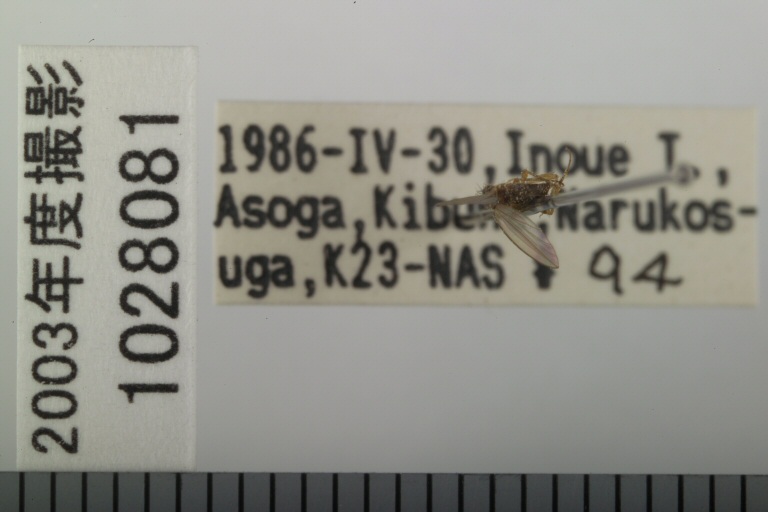 2003年度撮影
1028081
1986-IV-30, Inoue T.,
Asoga, ,Narukos-
uga, K23-NAS 94